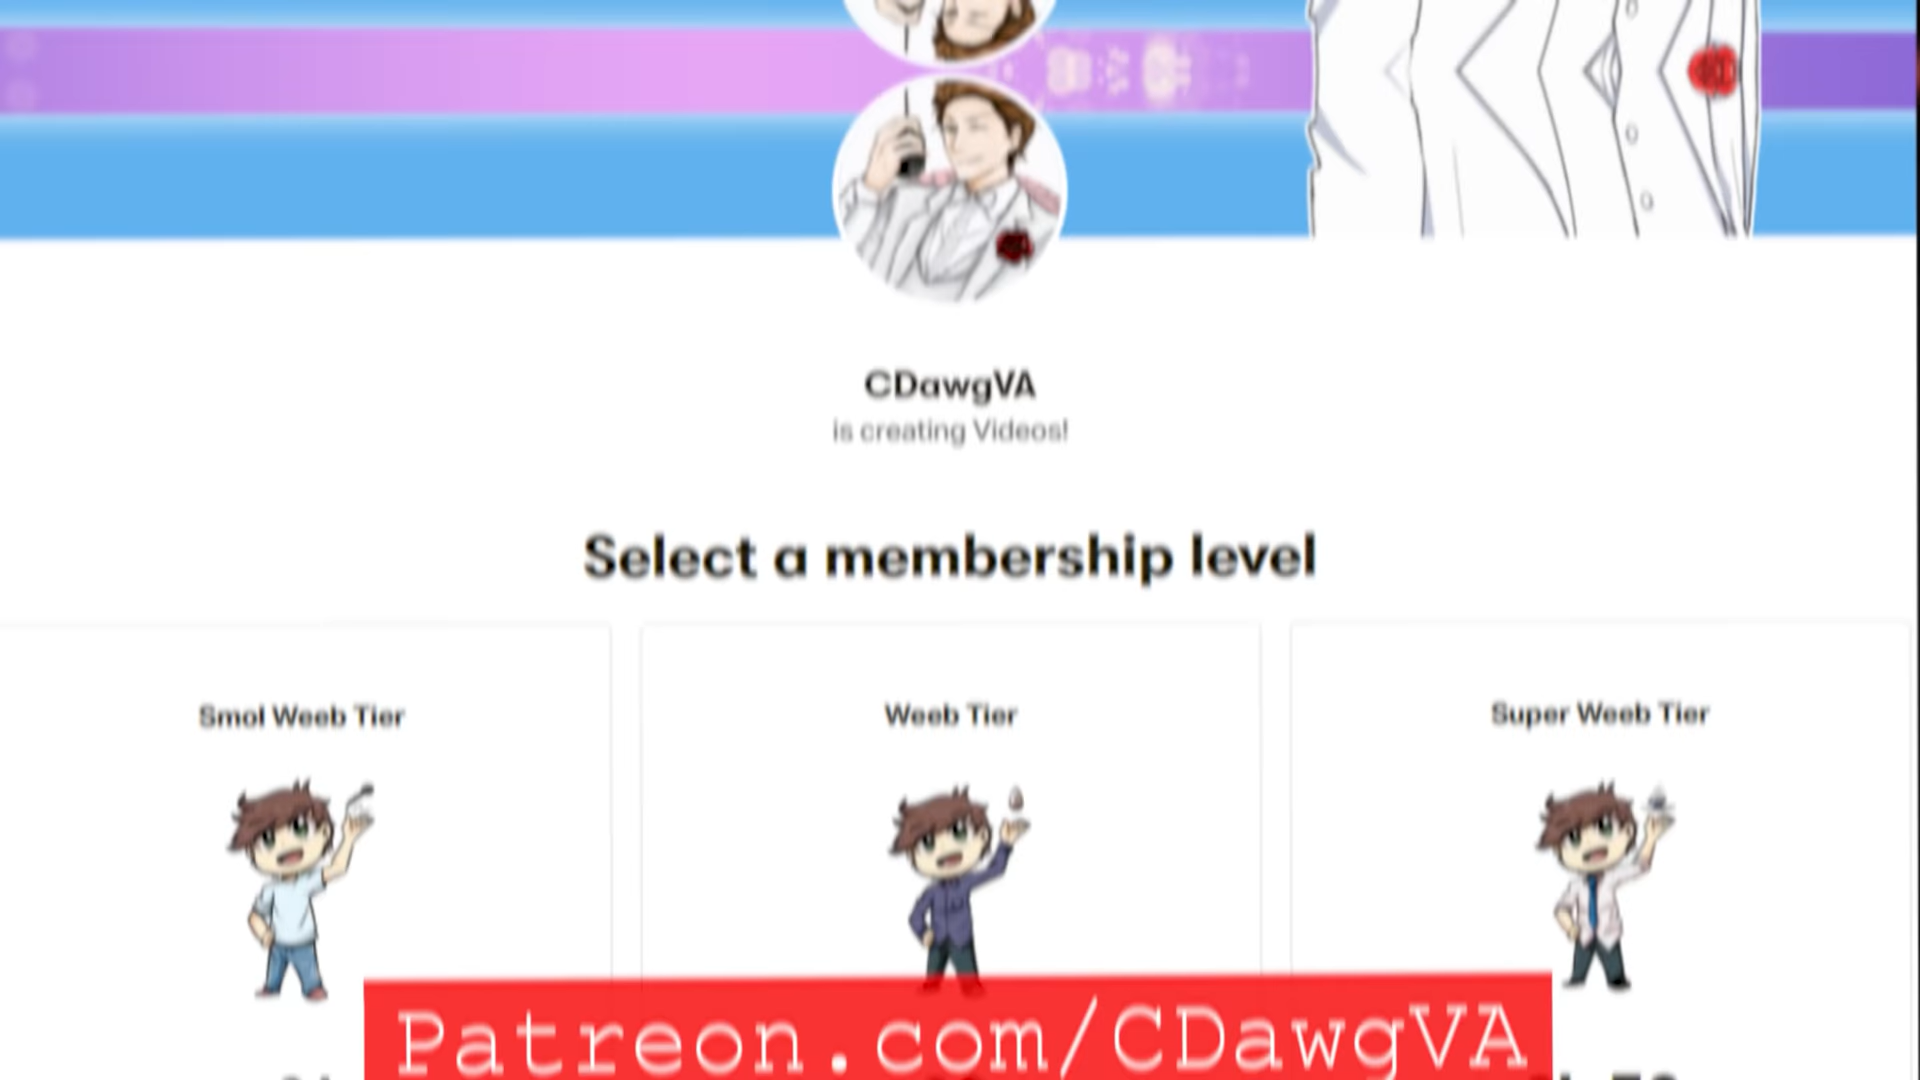 CDawgVA
is creating Videos!
Select a membership level
Smol Weeb Tier
Weeb Tier
Super Weeb Tier
Patreon.com/CDawgVA